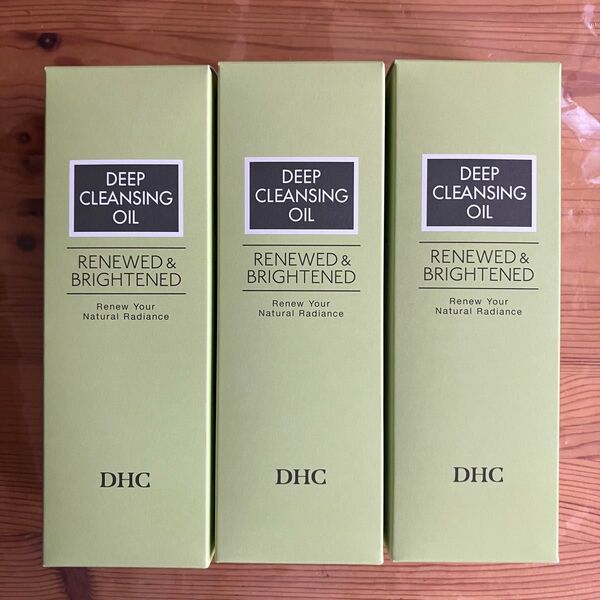 DEEP
CLEANSING
OIL
RENEWED &
BRIGHTENED
Renew Your
Natural Radiance
DHC
DEEP
CLEANSING
OIL
RENEWED &
BRIGHTENED
Renew Your
Natural Radiance
DHC
DEEP
CLEANSING
OIL
RENEWED &
BRIGHTENED
Renew Your
Natural Radiance
DHC